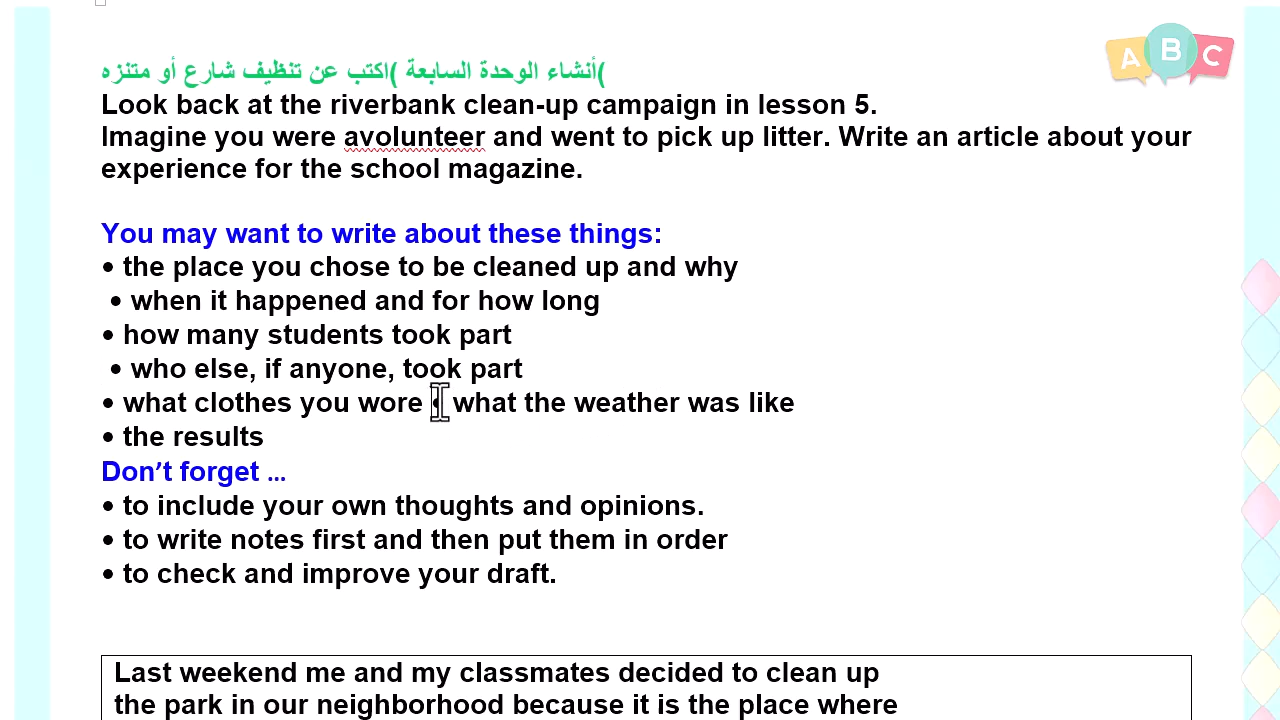 )أنشاء الوحدة السابعة )اكتب عن تنظيف شارع أو متنزه
A B C
Look back at the riverbank clean-up campaign in lesson 5.
Imagine you were avolunteer and went to pick up litter. Write an article about your
experience for the school magazine.
You may want to write about these things:
• the place you chose to be cleaned up and why
• when it happened and for how long
• how many students took part
• who else, if anyone, took part
• what clothes you wore • what the weather was like
• the results
Don't forget ...
• to include your own thoughts and opinions.
• to write notes first and then put them in order
• to check and improve your draft.
Last weekend me and my classmates decided to clean up
the park in our neighborhood because it is the place where